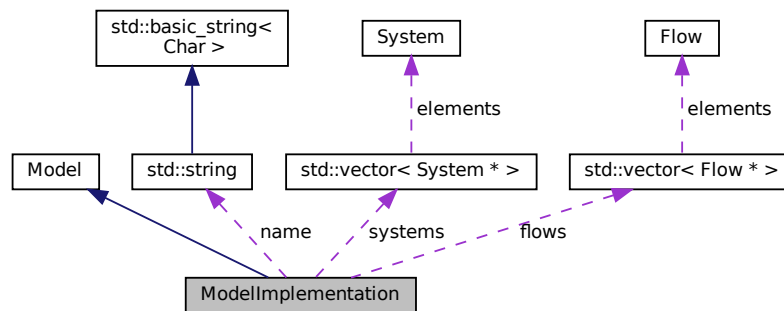 std::basic_string<
Char >
System
Flow
elements
elements
Model
std::string
std::vector< System * >
std::vector< Flow * >
name
systems
flows
ModelImplementation